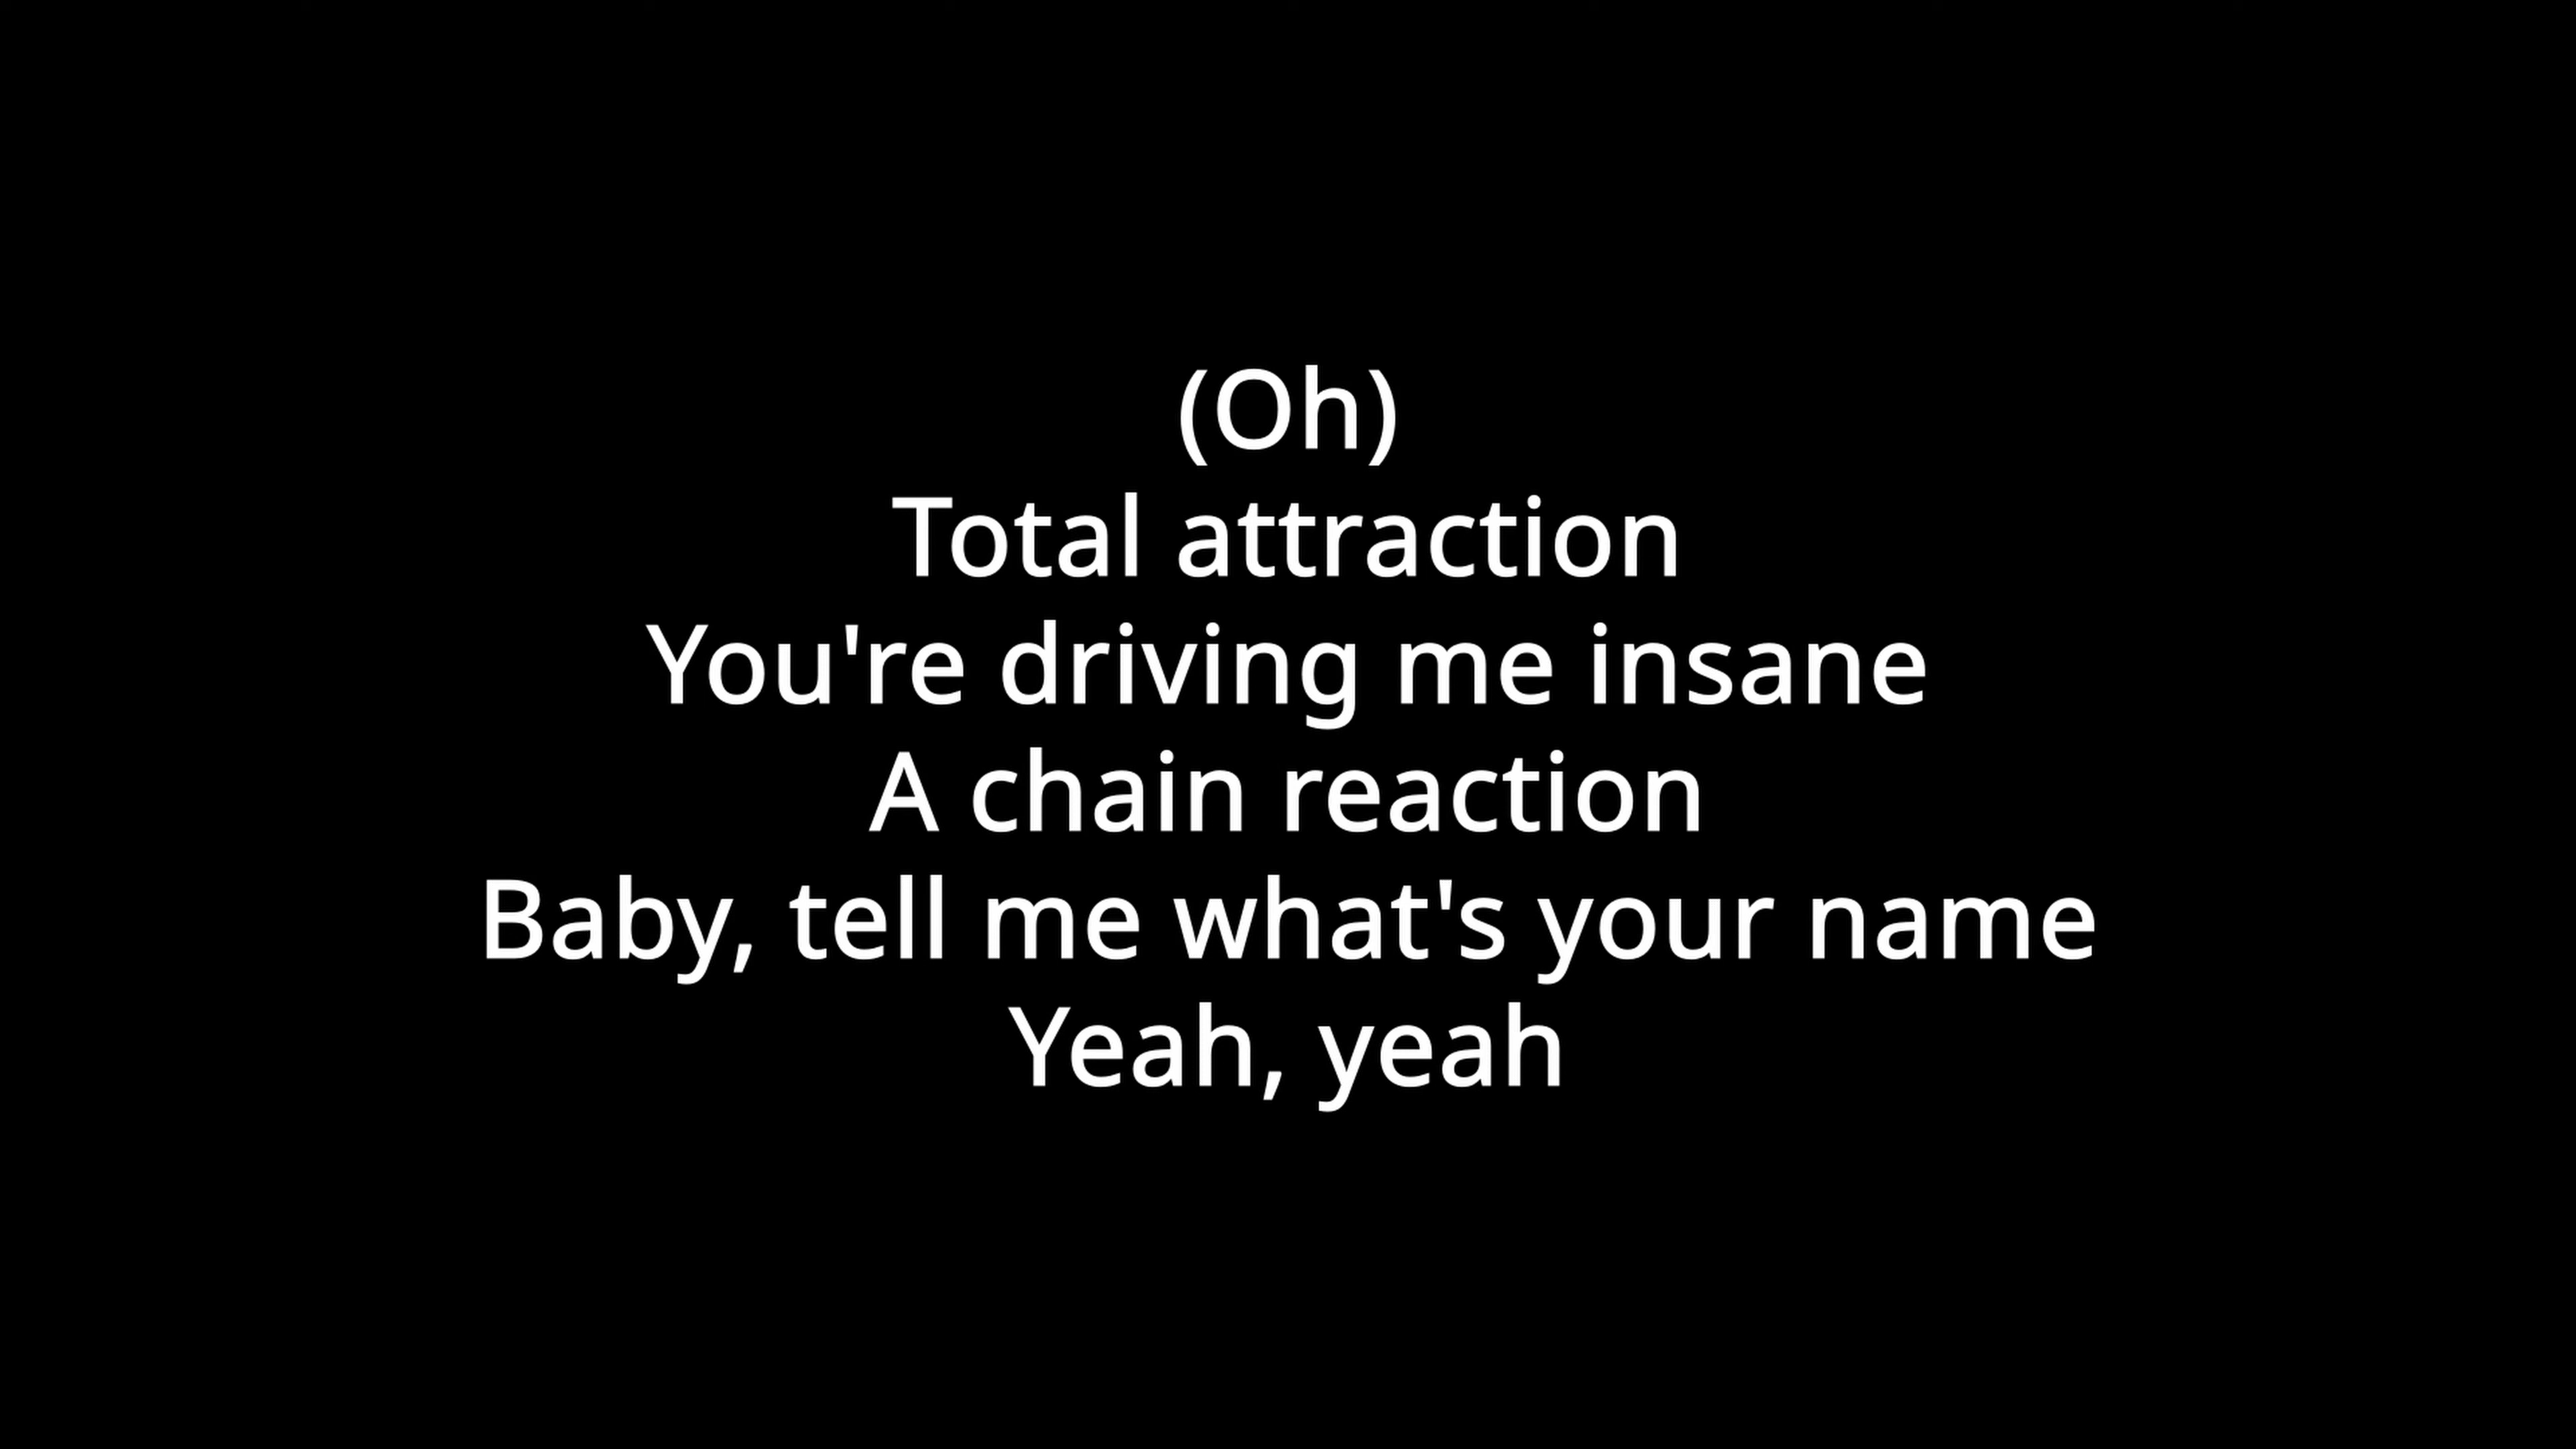 (Oh)
Total attraction
You're driving me insane
A chain reaction
Baby, tell me what's your name
Yeah, yeah